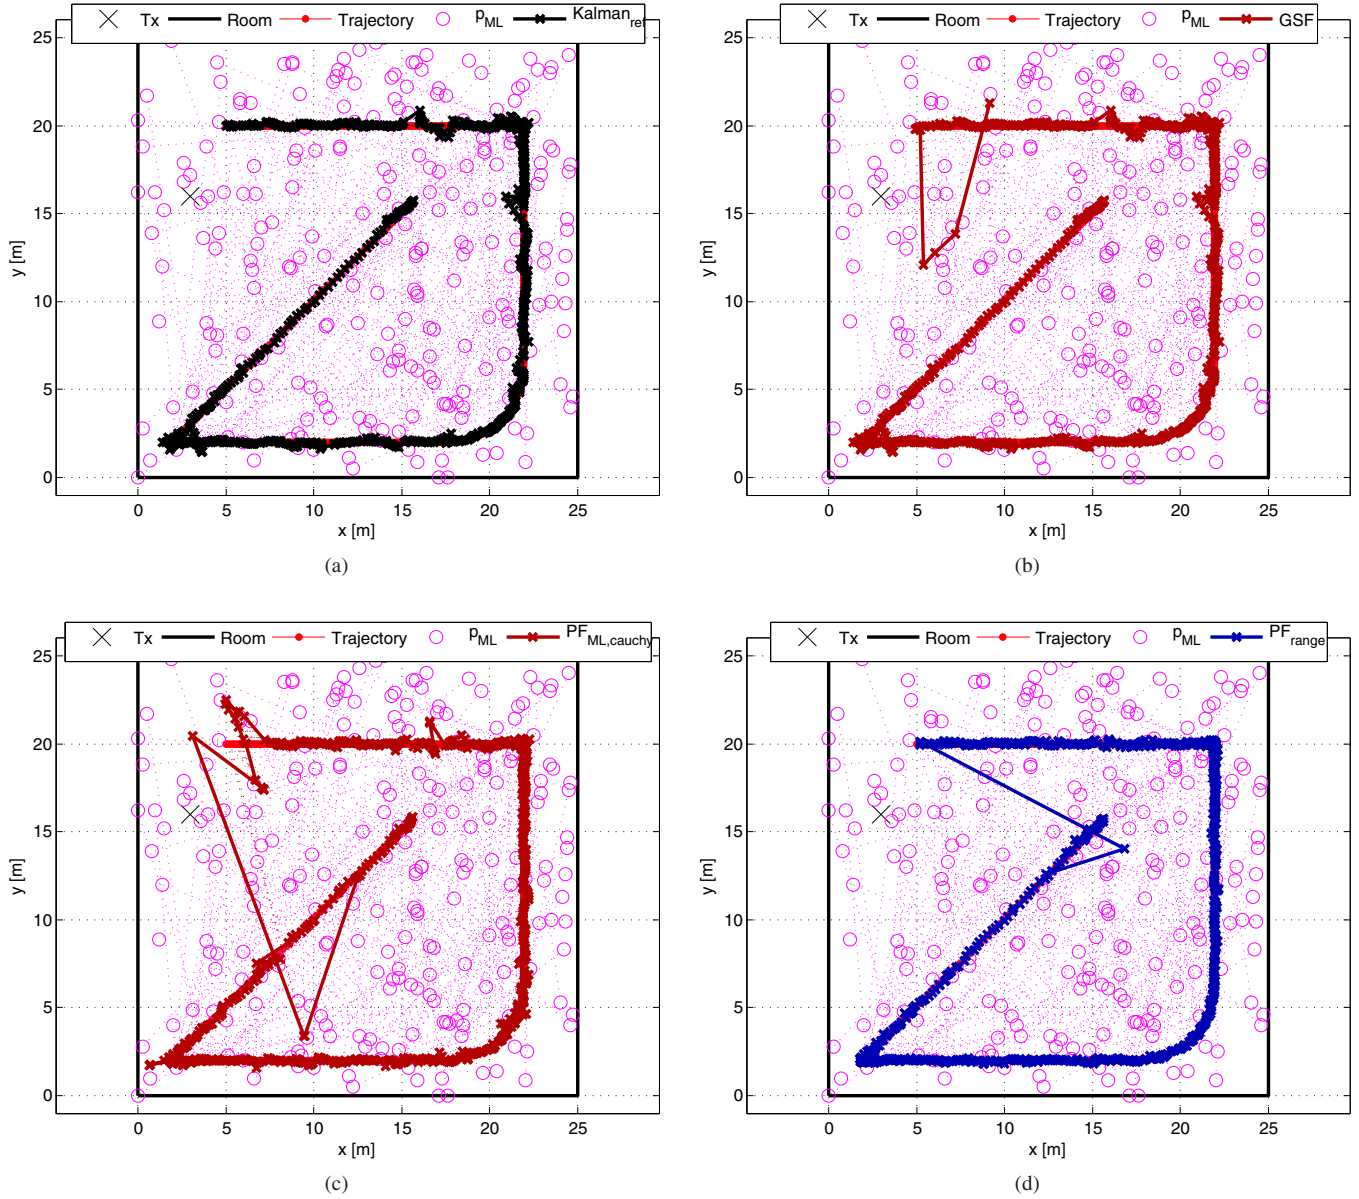 Tx Room Trajectory pML Kalmanref
Tx Room Trajectory pML GSF
25
20
15
10
5
0
y [m]
0 5 10 15 20 25
x [m]
(a)
25
20
15
10
5
0
y [m]
0 5 10 15 20 25
x [m]
(b)
Tx Room Trajectory pML PFML,cauchy
Tx Room Trajectory pML PFrange
25
20
15
10
5
0
y [m]
0 5 10 15 20 25
x [m]
(c)
25
20
15
10
5
0
y [m]
0 5 10 15 20 25
x [m]
(d)